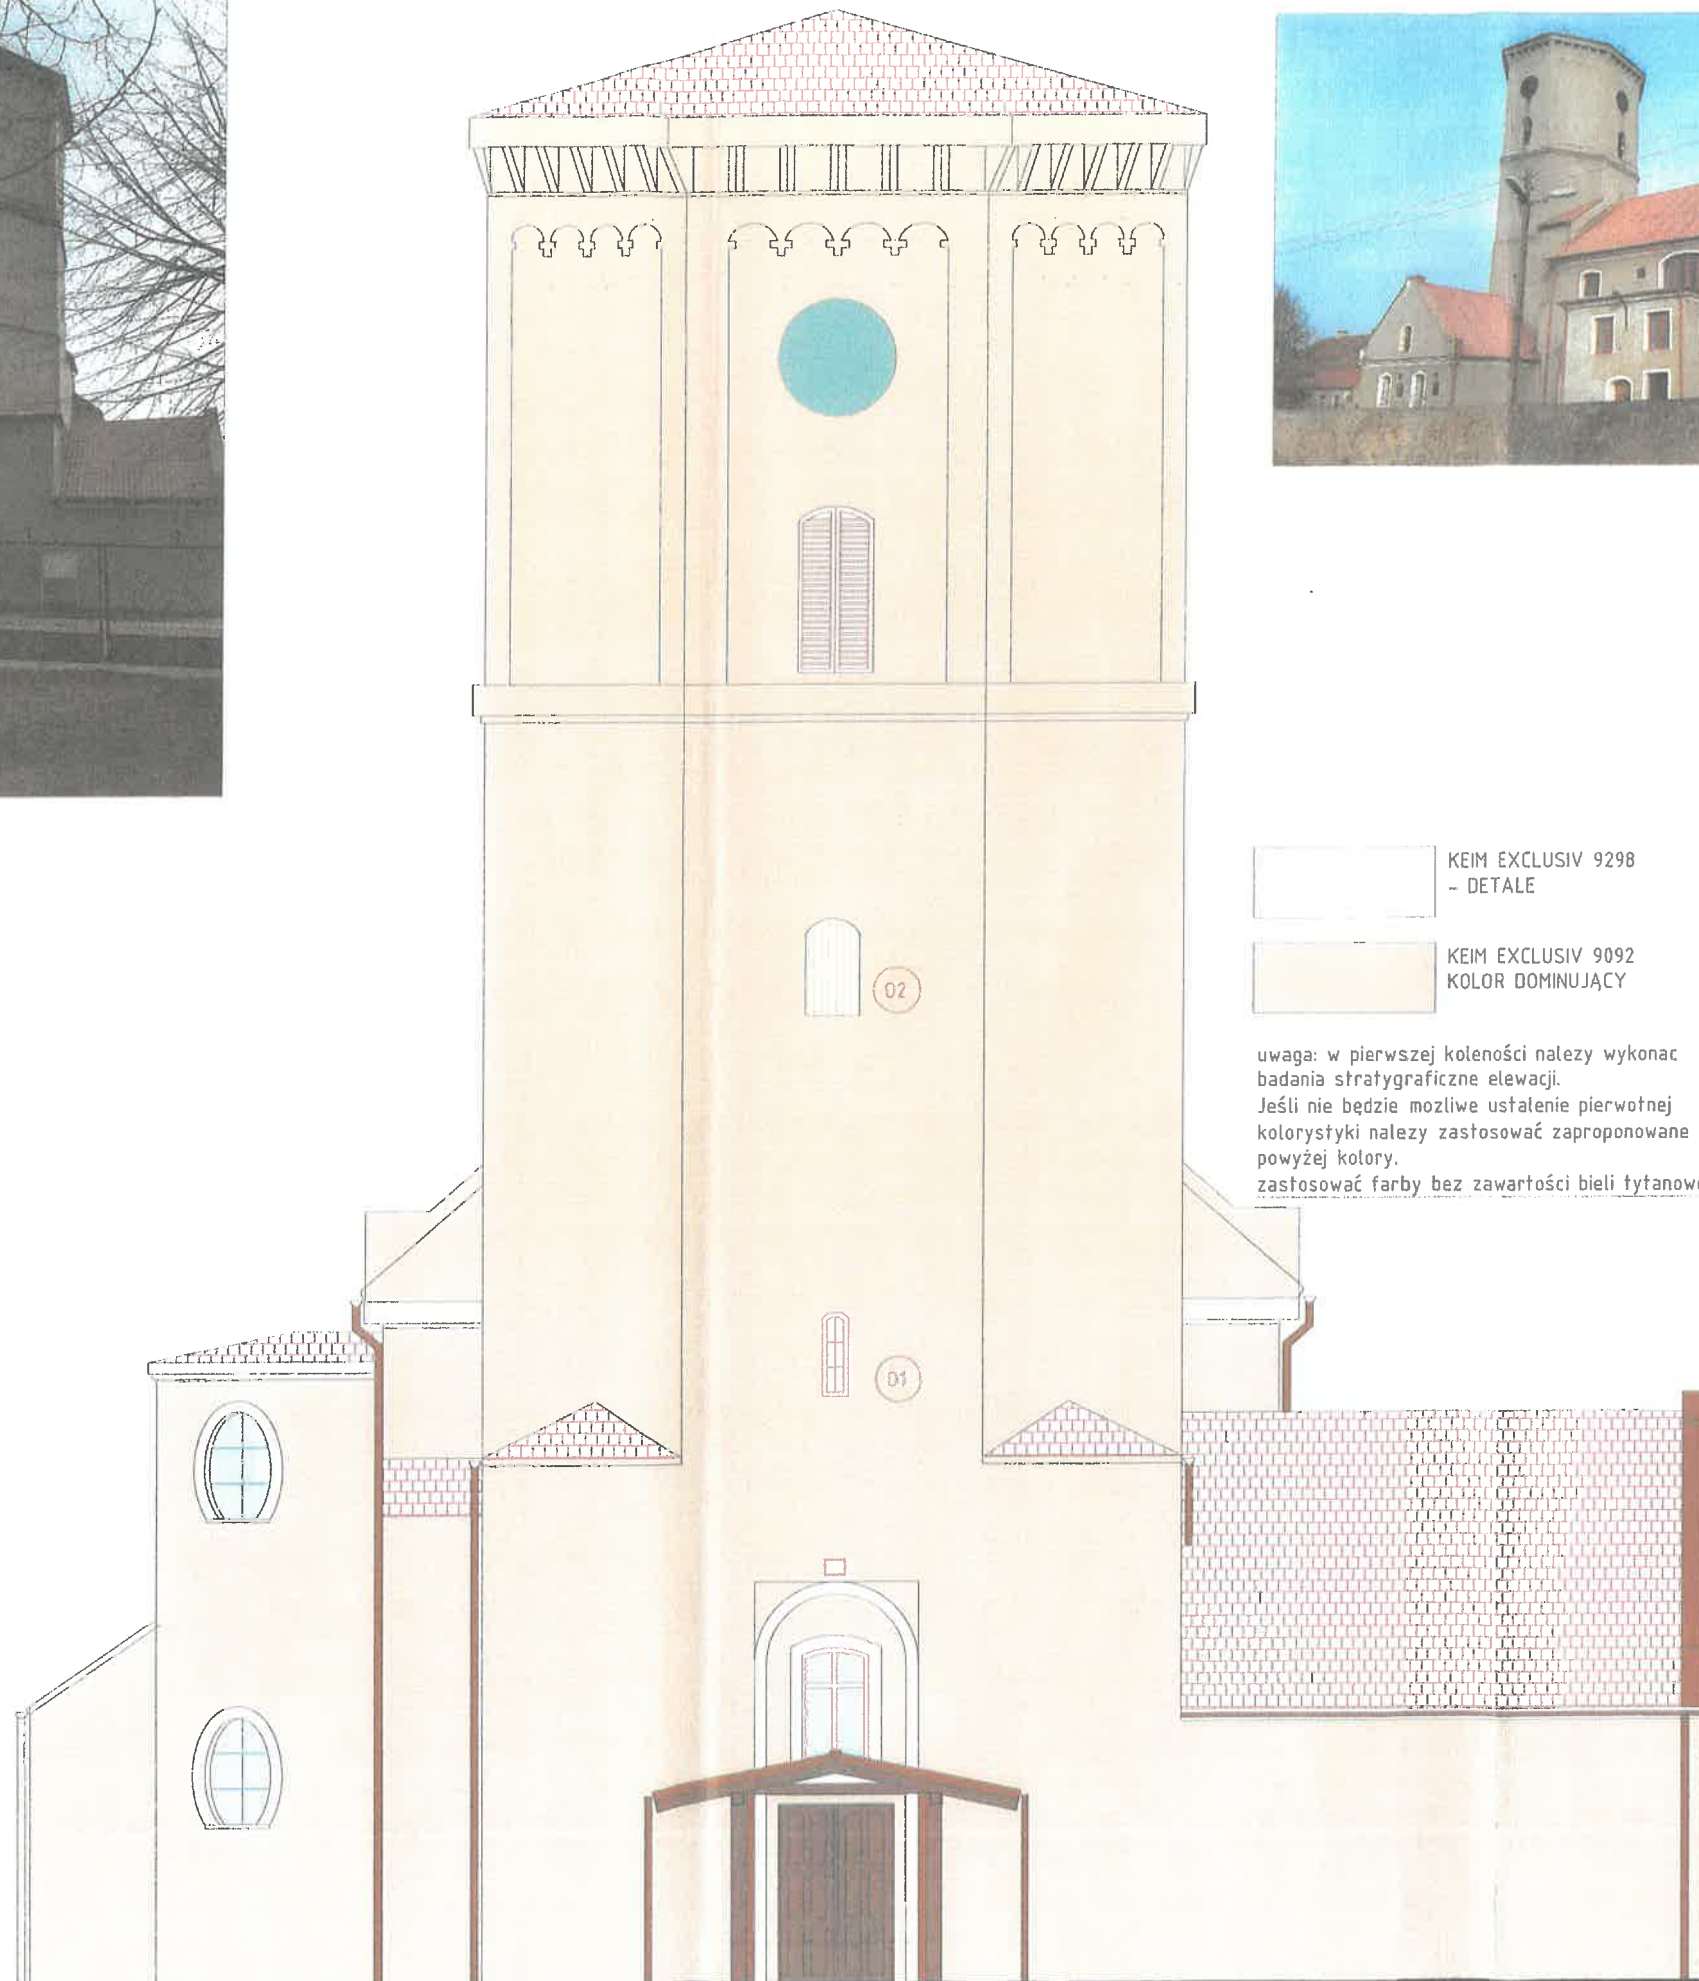 KEIM EXCLUSIV 9298
- DETALE
KEIM EXCLUSIV 9092
KOLOR DOMINUJĄCY
uwaga: w pierwszej koleności nalezy wykonac
badania stratygraficzne elewacji.
Jeśli nie będzie mozliwe ustalenie pierwotnej
kolorystyki nalezy zastosować zaproponowane
powyżej kolory.
zastosować farby bez zawartości bieli
02
01